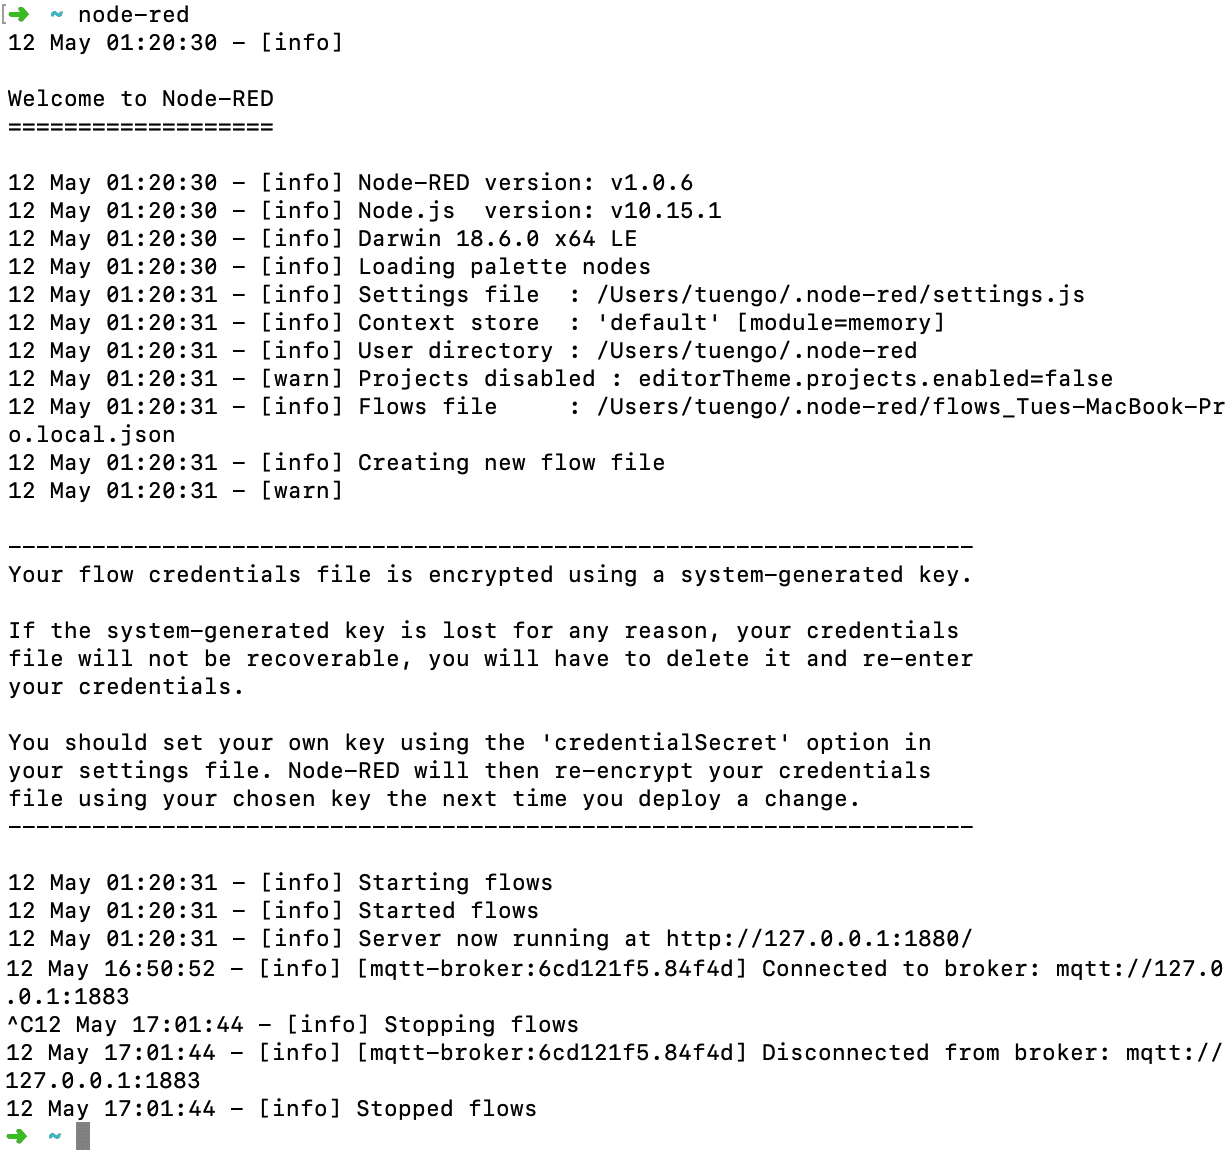 [➜  ~ node-red
12 May 01:20:30 - [info]

Welcome to Node-RED
===================

12 May 01:20:30 - [info] Node-RED version: v1.0.6
12 May 01:20:30 - [info] Node.js  version: v10.15.1
12 May 01:20:30 - [info] Darwin 18.6.0 x64 LE
12 May 01:20:30 - [info] Loading palette nodes
12 May 01:20:31 - [info] Settings file  : /Users/tuengo/.node-red/settings.js
12 May 01:20:31 - [info] Context store  : 'default' [module=memory]
12 May 01:20:31 - [info] User directory : /Users/tuengo/.node-red
12 May 01:20:31 - [warn] Projects disabled : editorTheme.projects.enabled=false
12 May 01:20:31 - [info] Flows file     : /Users/tuengo/.node-red/flows_Tues-MacBook-Pr
o.local.json
12 May 01:20:31 - [info] Creating new flow file
12 May 01:20:31 - [warn]

---------------------------------------------------------------------
Your flow credentials file is encrypted using a system-generated key.

If the system-generated key is lost for any reason, your credentials
file will not be recoverable, you will have to delete it and re-enter
your credentials.

You should set your own key using the 'credentialSecret' option in
your settings file. Node-RED will then re-encrypt your credentials
file using your chosen key the next time you deploy a change.
---------------------------------------------------------------------

12 May 01:20:31 - [info] Starting flows
12 May 01:20:31 - [info] Started flows
12 May 01:20:31 - [info] Server now running at http://127.0.0.1:1880/
12 May 16:50:52 - [info] [mqtt-broker:6cd121f5.84f4d] Connected to broker: mqtt://127.0
.0.1:1883
^C12 May 17:01:44 - [info] Stopping flows
12 May 17:01:44 - [info] [mqtt-broker:6cd121f5.84f4d] Disconnected from broker: mqtt://
127.0.0.1:1883
12 May 17:01:44 - [info] Stopped flows
➜  ~